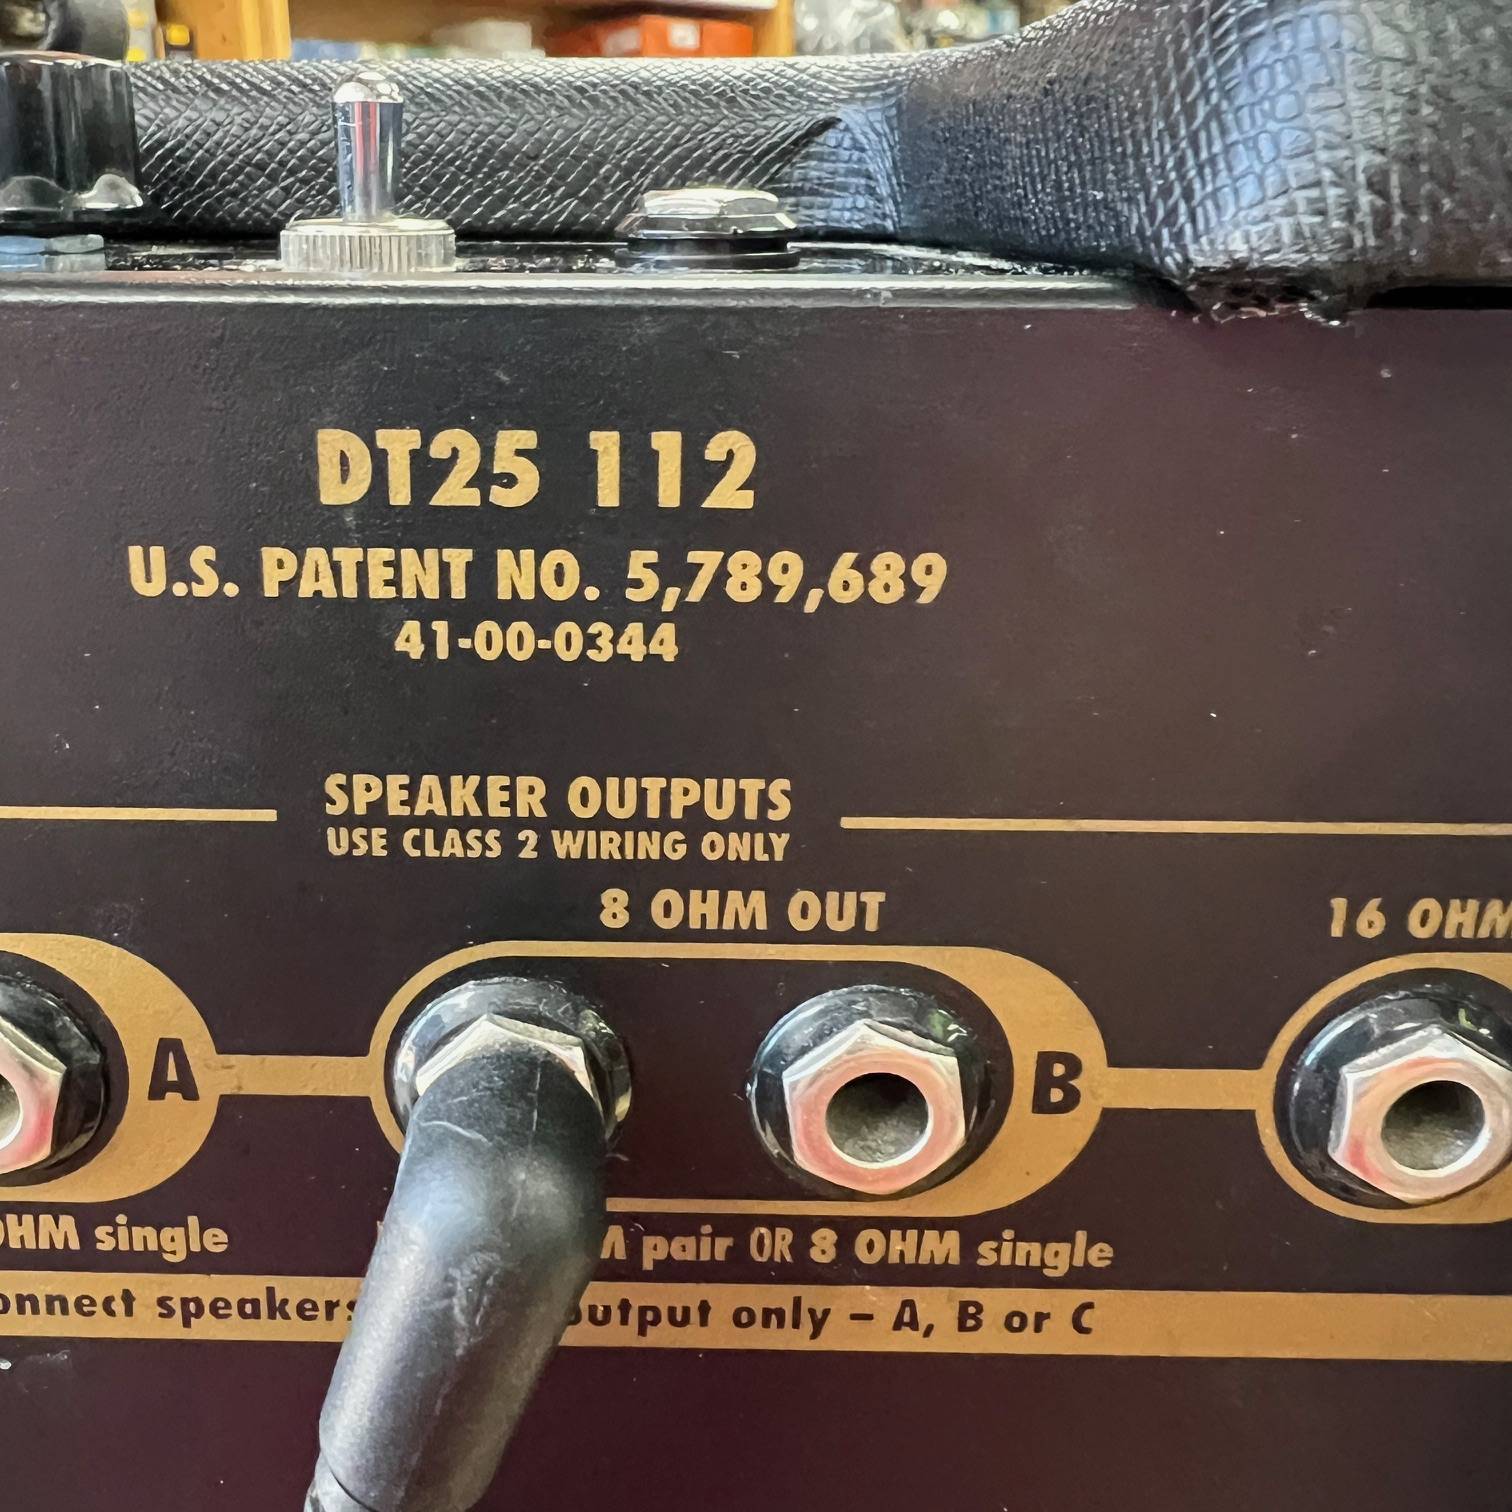 DT25 112
U.S. PATENT NO. 5,789,689
41-00-0344
SPEAKER OUTPUTS
USE CLASS 2 WIRING ONLY
8 OHM OUT
16 OHM
A
B
OHM single
pair OR 8 OHM single
speakers
output only – A, B or C